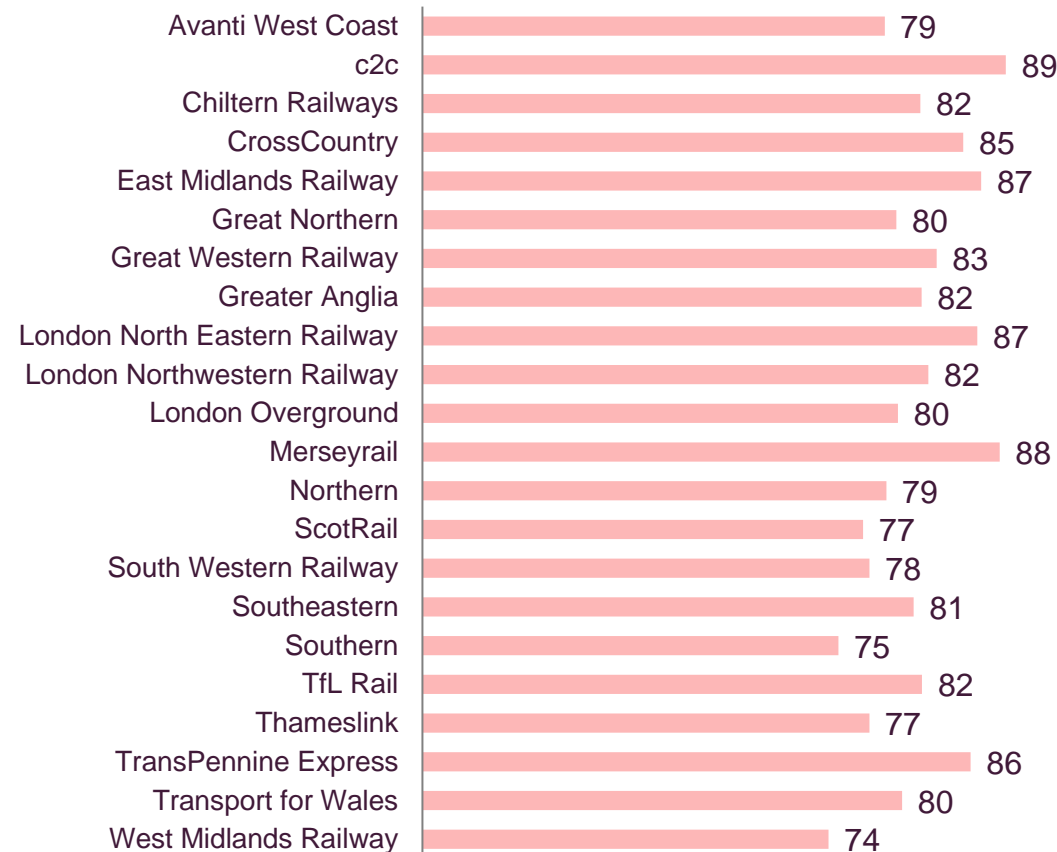 Avanti West Coast 79
c2c 89
Chiltern Railways 82
CrossCountry 85
East Midlands Railway 87
Great Northern 80
Great Western Railway 83
Greater Anglia 82
London North Eastern Railway 87
London Northwestern Railway 82
London Overground 80
Merseyrail 88
Northern 79
ScotRail 77
South Western Railway 78
Southeastern 81
Southern 75
TfL Rail 82
Thameslink 77
TransPennine Express 86
Transport for Wales 80
West Midlands Railway 74